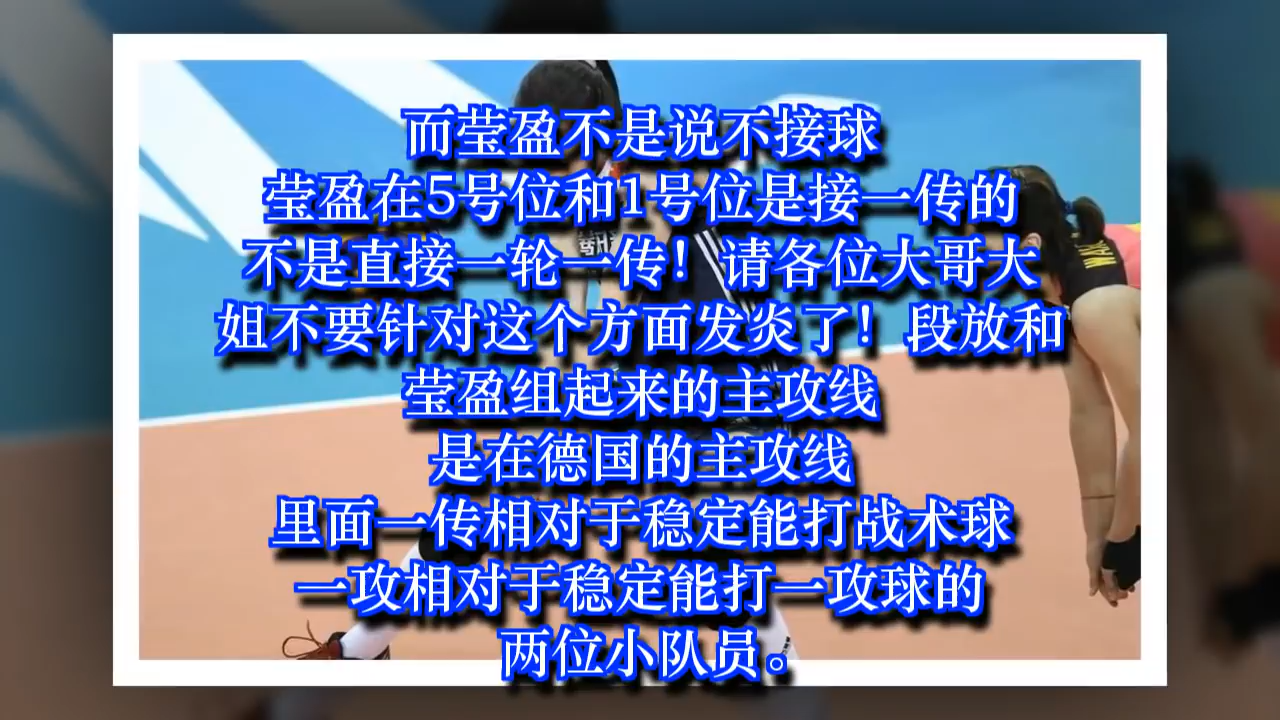 而莹盈不是说不接球
莹盈在5号位和1号位是接一传的
不是直接一轮一传！请各位大哥大
姐不要针对这个方面发炎了！段放和
莹盈组起来的主攻线
是在德国的主攻线
里面一传相对于稳定能打战术球
一攻相对于稳定能打一攻球的
两位小队员。